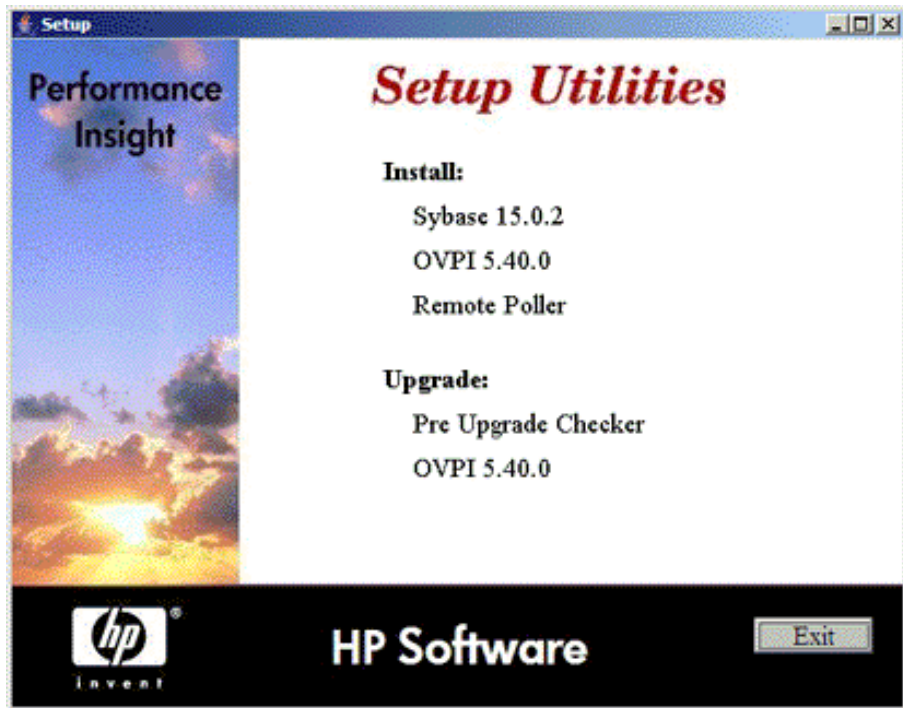 Setup
Performance
Insight
Setup Utilities
Install:
Sybase 15.0.2
OVPI 5.40.0
Remote Poller
Upgrade:
Pre Upgrade Checker
OVPI 5.40.0
hp®
invent
HP Software
Exit